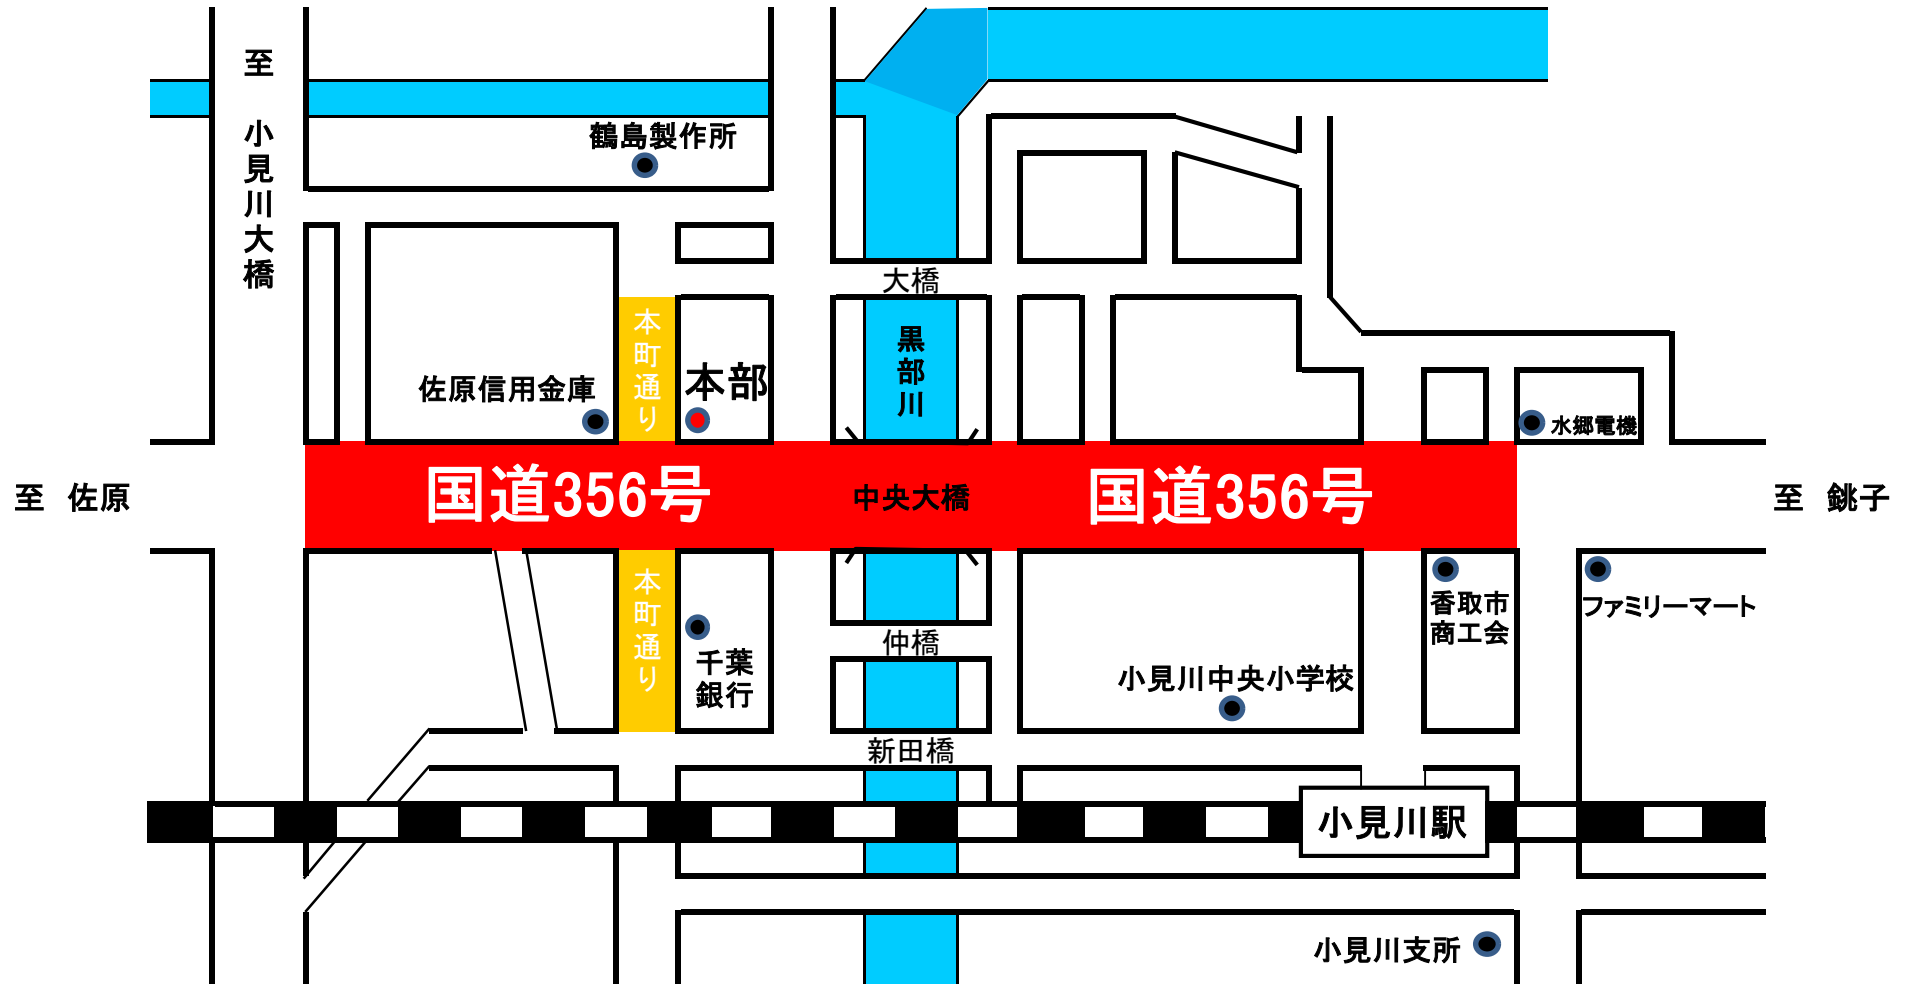 至 小見川大橋
鶴島製作所
大橋
本町通り
本部
黒部川
佐原信用金庫
水郷電機
国道356号
中央大橋
国道356号
至 佐原
至 銚子
本町通り
千葉
銀行
仲橋
香取市
商工会
ファミリーマート
小見川中央小学校
新田橋
小見川駅
小見川支所